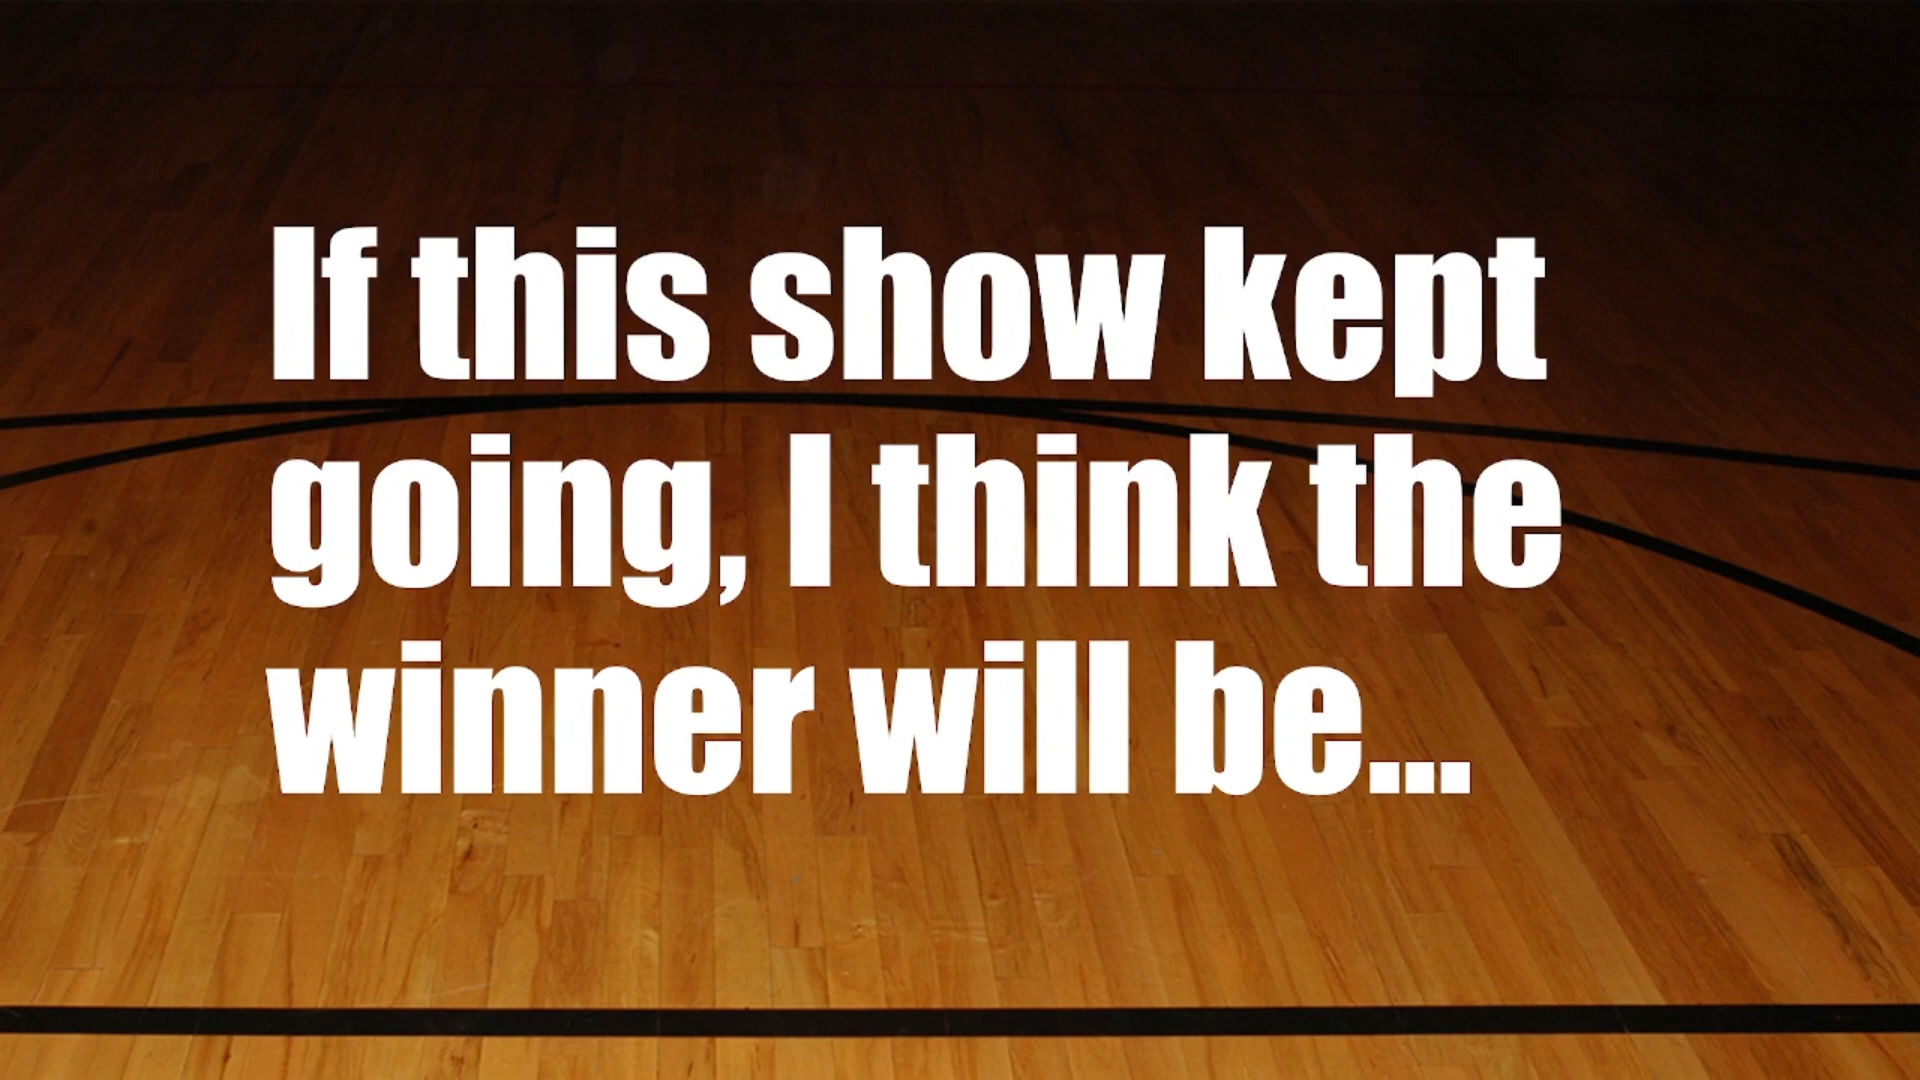 If this show kept
going, I think the
winner will be...